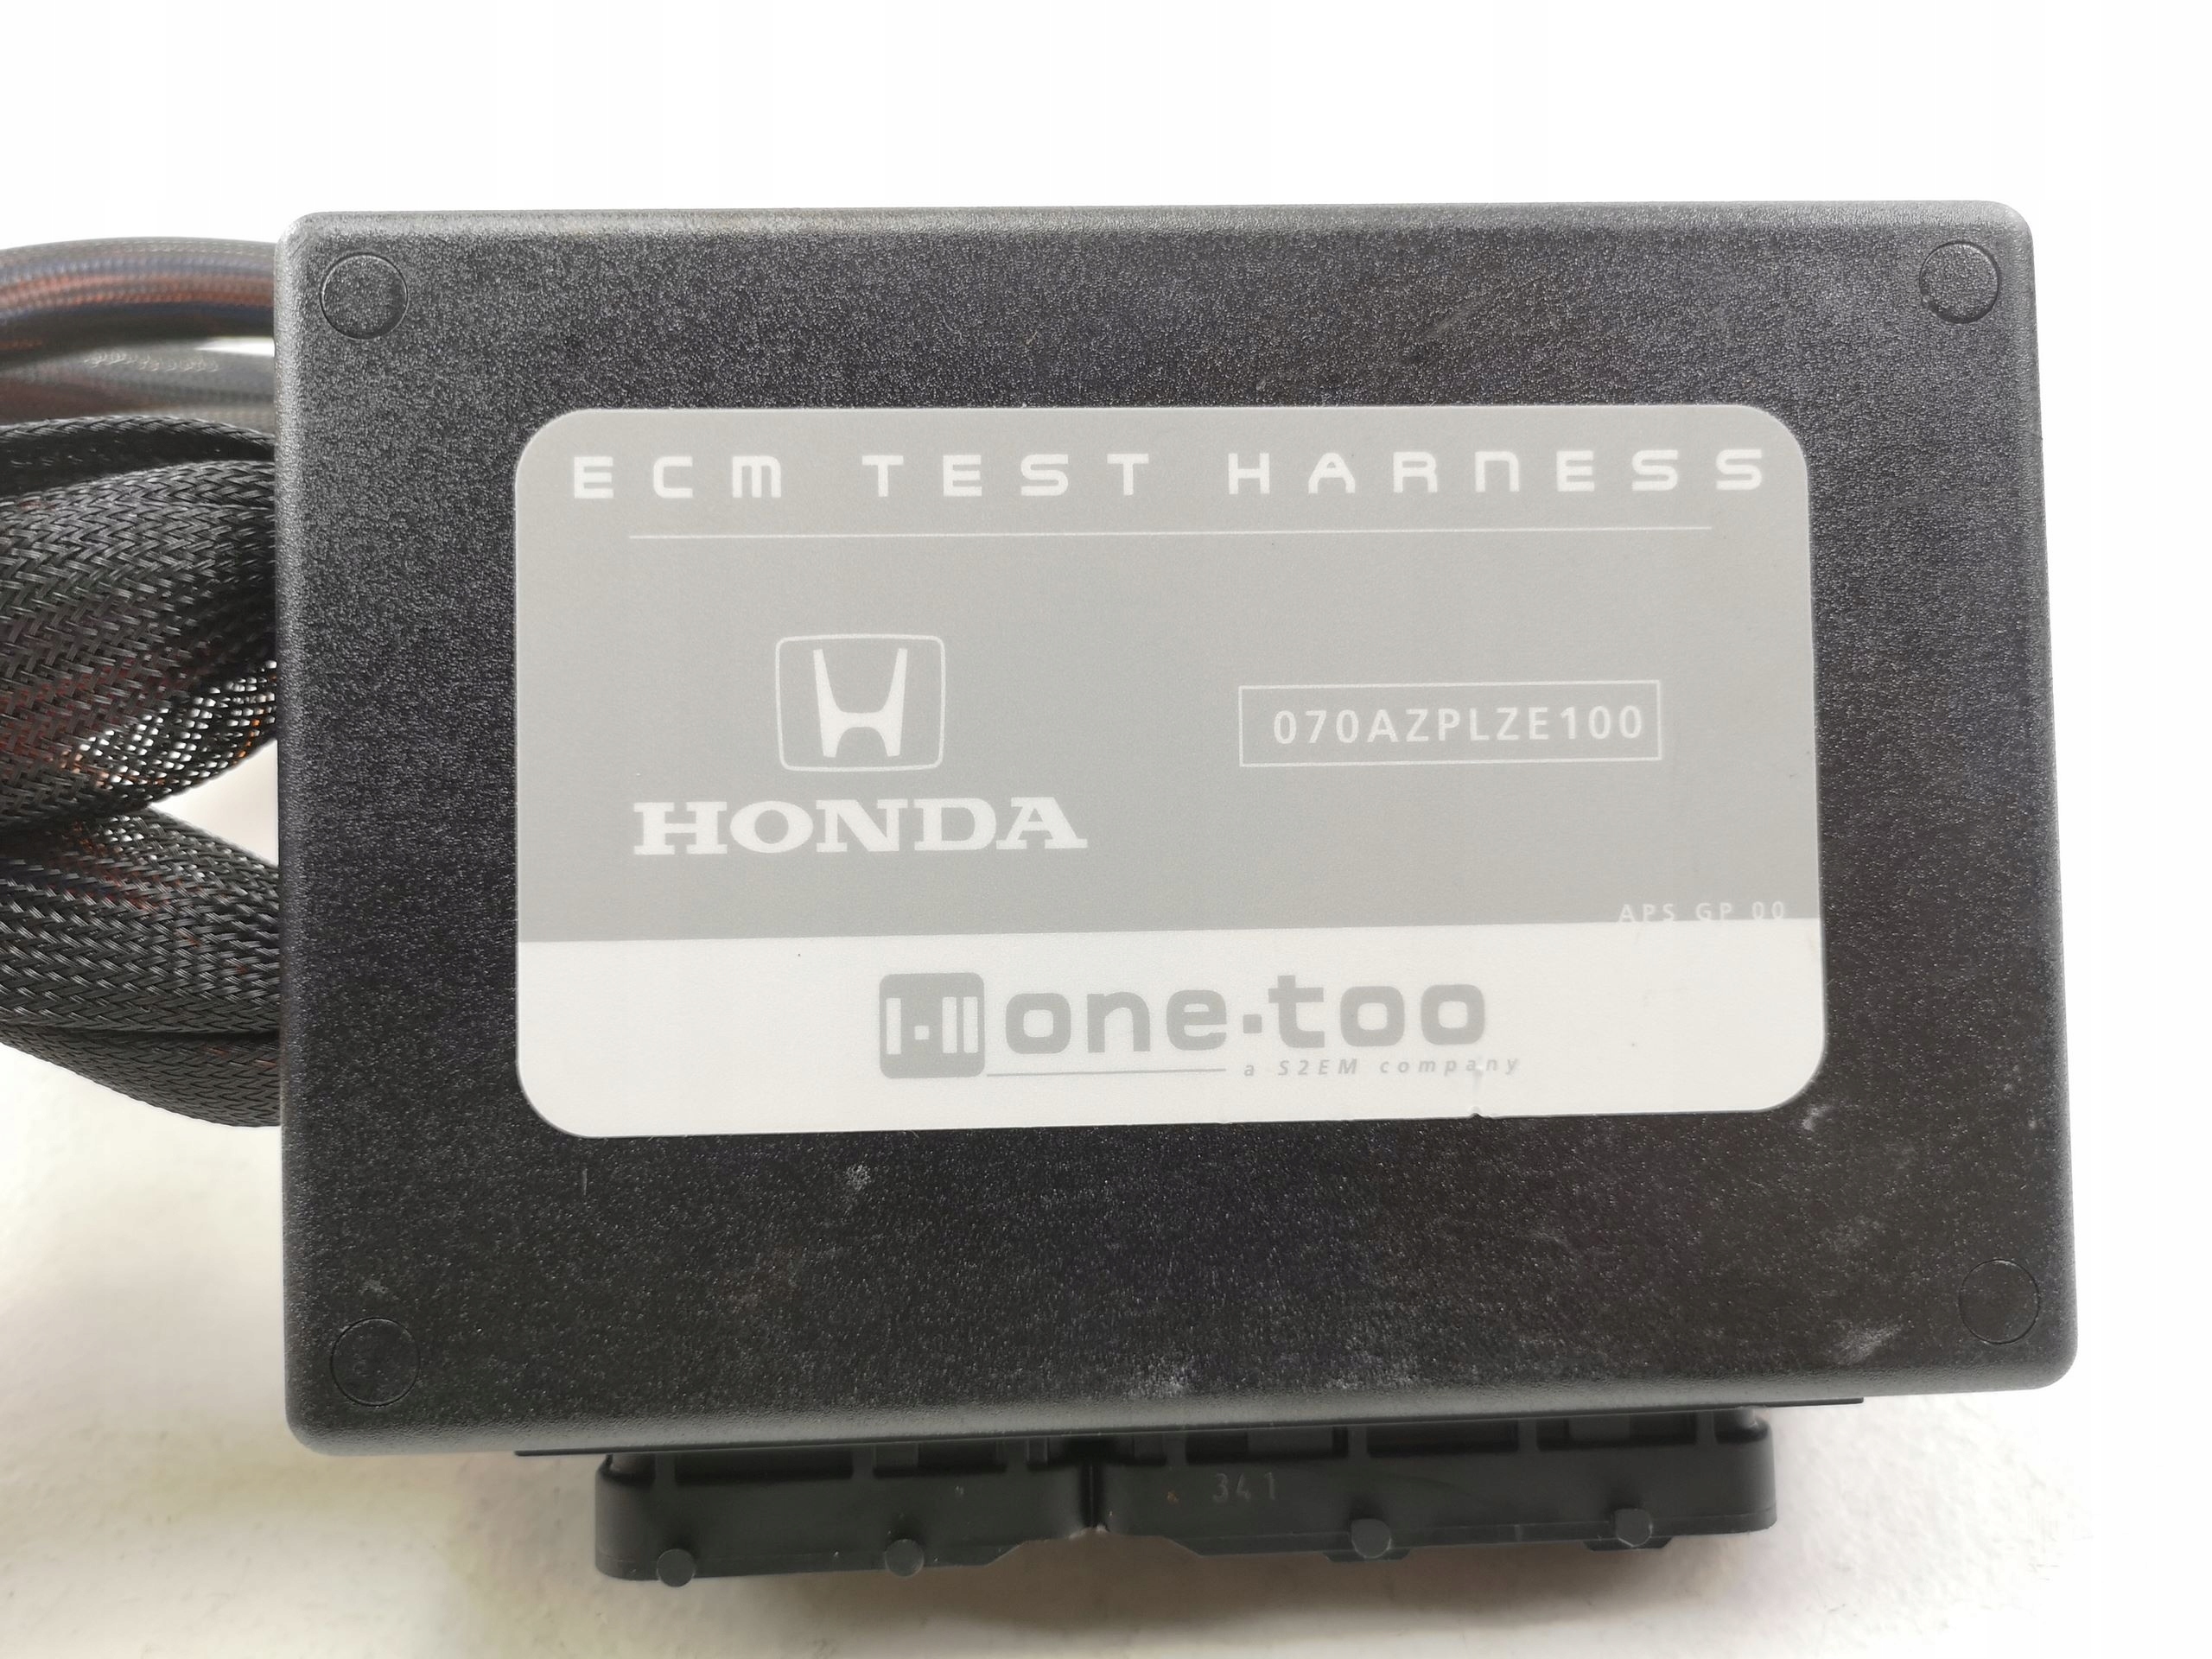 ECM TEST HARNESS
070AZPLZE100
HONDA
APS GP 00
one.too
a S2EM company
341